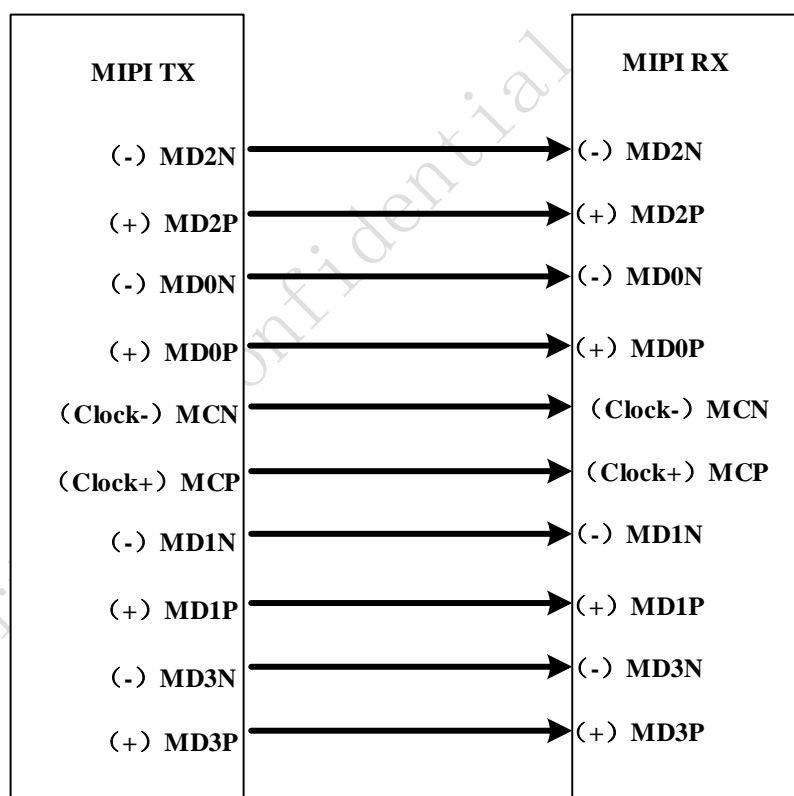 MIPI TX
MIPI RX
（-）MD2N
（-）MD2N
（+）MD2P
（+）MD2P
（-）MD0N
（-）MD0N
（+）MD0P
（+）MD0P
（Clock-）MCN
（Clock-）MCN
（Clock+）MCP
（Clock+）MCP
（-）MD1N
（-）MD1N
（+）MD1P
（+）MD1P
（-）MD3N
（-）MD3N
（+）MD3P
（+）MD3P
onfidential